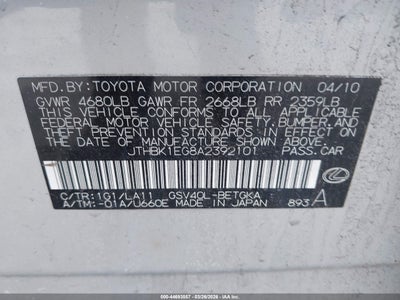 MFD. BY: TOYOTA MOTOR CORPORATION 04/10
GVWR 4680LB GAWR FR 2668LB RR 2359LB
THIS VEHICLE CONFORMS TO ALL APPLICABLE
FEDERAL MOTOR VEHICLE SAFETY, BUMPER, AND
THEFT PREVENTION STANDARDS IN EFFECT ON
THE DATE OF MANUFACTURE SHOWN ABOVE.
JTHBK1EG8A2392101 PASS. CAR
C/TR: 1G1/LA11 GSV40L-BETGKA
A/TM: -01A/U660E MADE IN JAPAN 893 A